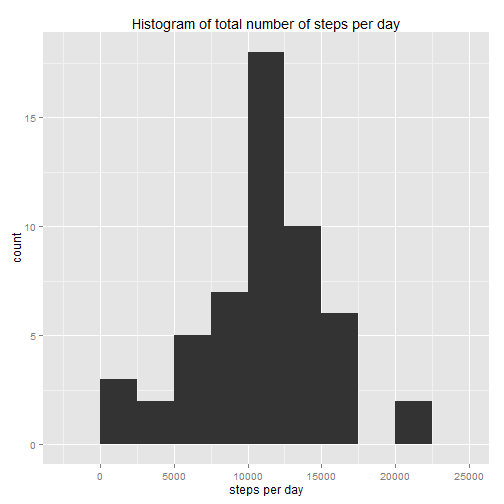 Histogram of total number of steps per day
15
10
5
0
count
0 5000 10000 15000 20000 25000
steps per day